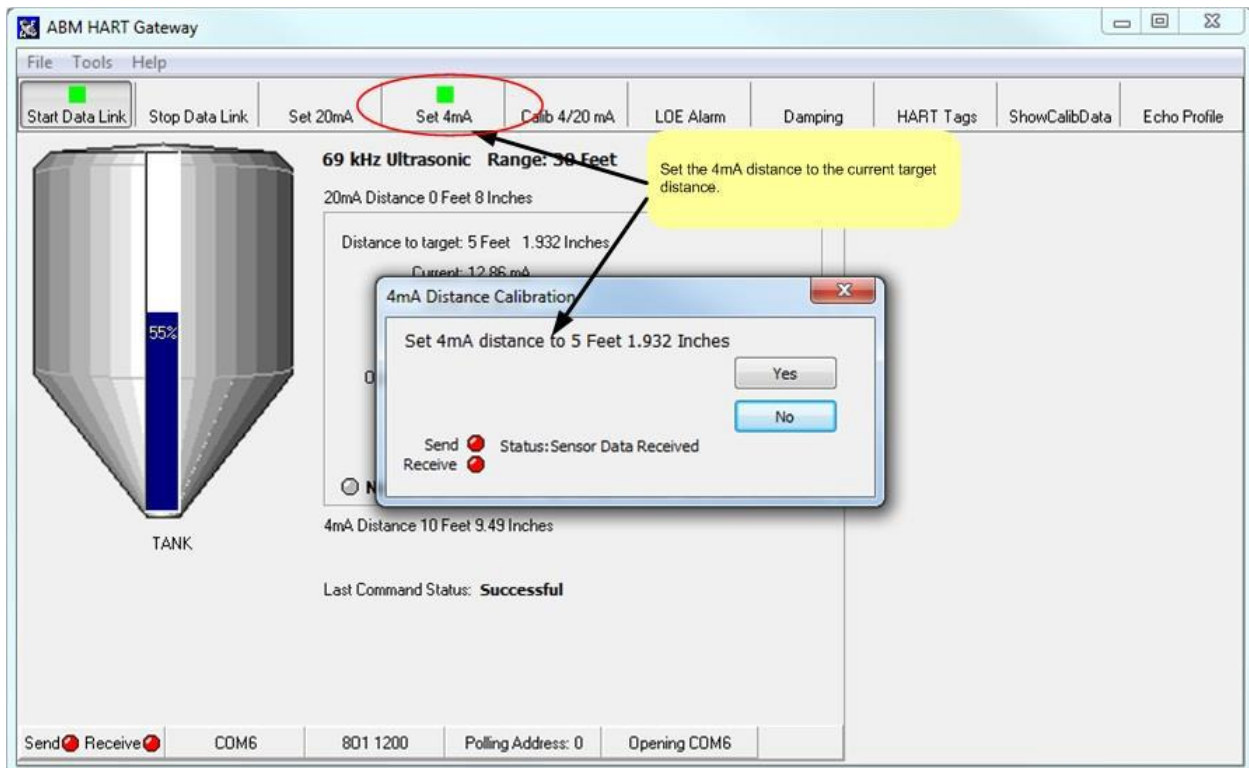 ABM HART Gateway
File Tools Help
Start Data Link Stop Data Link Set 20mA Set 4mA Calib 4/20 mA LOE Alarm Damping HART Tags ShowCalibData Echo Profile
69 kHz Ultrasonic Range: 30 Feet
Set the 4mA distance to the current target
distance.
20mA Distance 0 Feet 8 Inches
Distance to target: 5 Feet 1.932 Inches
Current: 12.86 mA
4mA Distance Calibration
Set 4mA distance to 5 Feet 1.932 Inches
Yes
No
Send Status:Sensor Data Received
Receive
55%
TANK
4mA Distance 10 Feet 9.49 Inches
Last Command Status: Successful
Send Receive COM6 8O1 1200 Polling Address: 0 Opening COM6